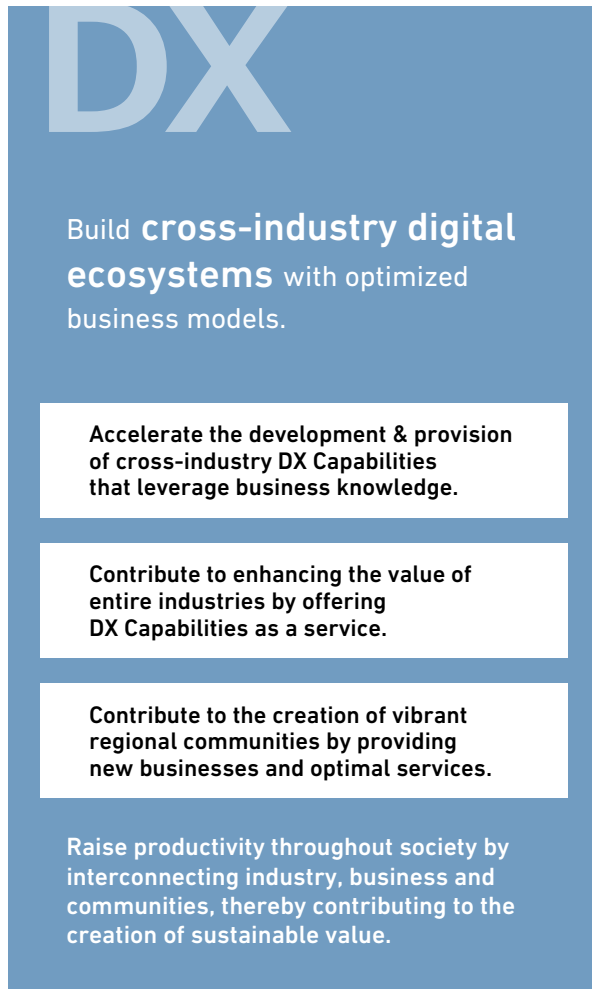 DX
Build cross-industry digital
ecosystems with optimized
business models.
Accelerate the development & provision
of cross-industry DX Capabilities
that leverage business knowledge.
Contribute to enhancing the value of
entire industries by offering
DX Capabilities as a service.
Contribute to the creation of vibrant
regional communities by providing
new businesses and optimal services.
Raise productivity throughout society by
interconnecting industry, business and
communities, thereby contributing to the
creation of sustainable value.